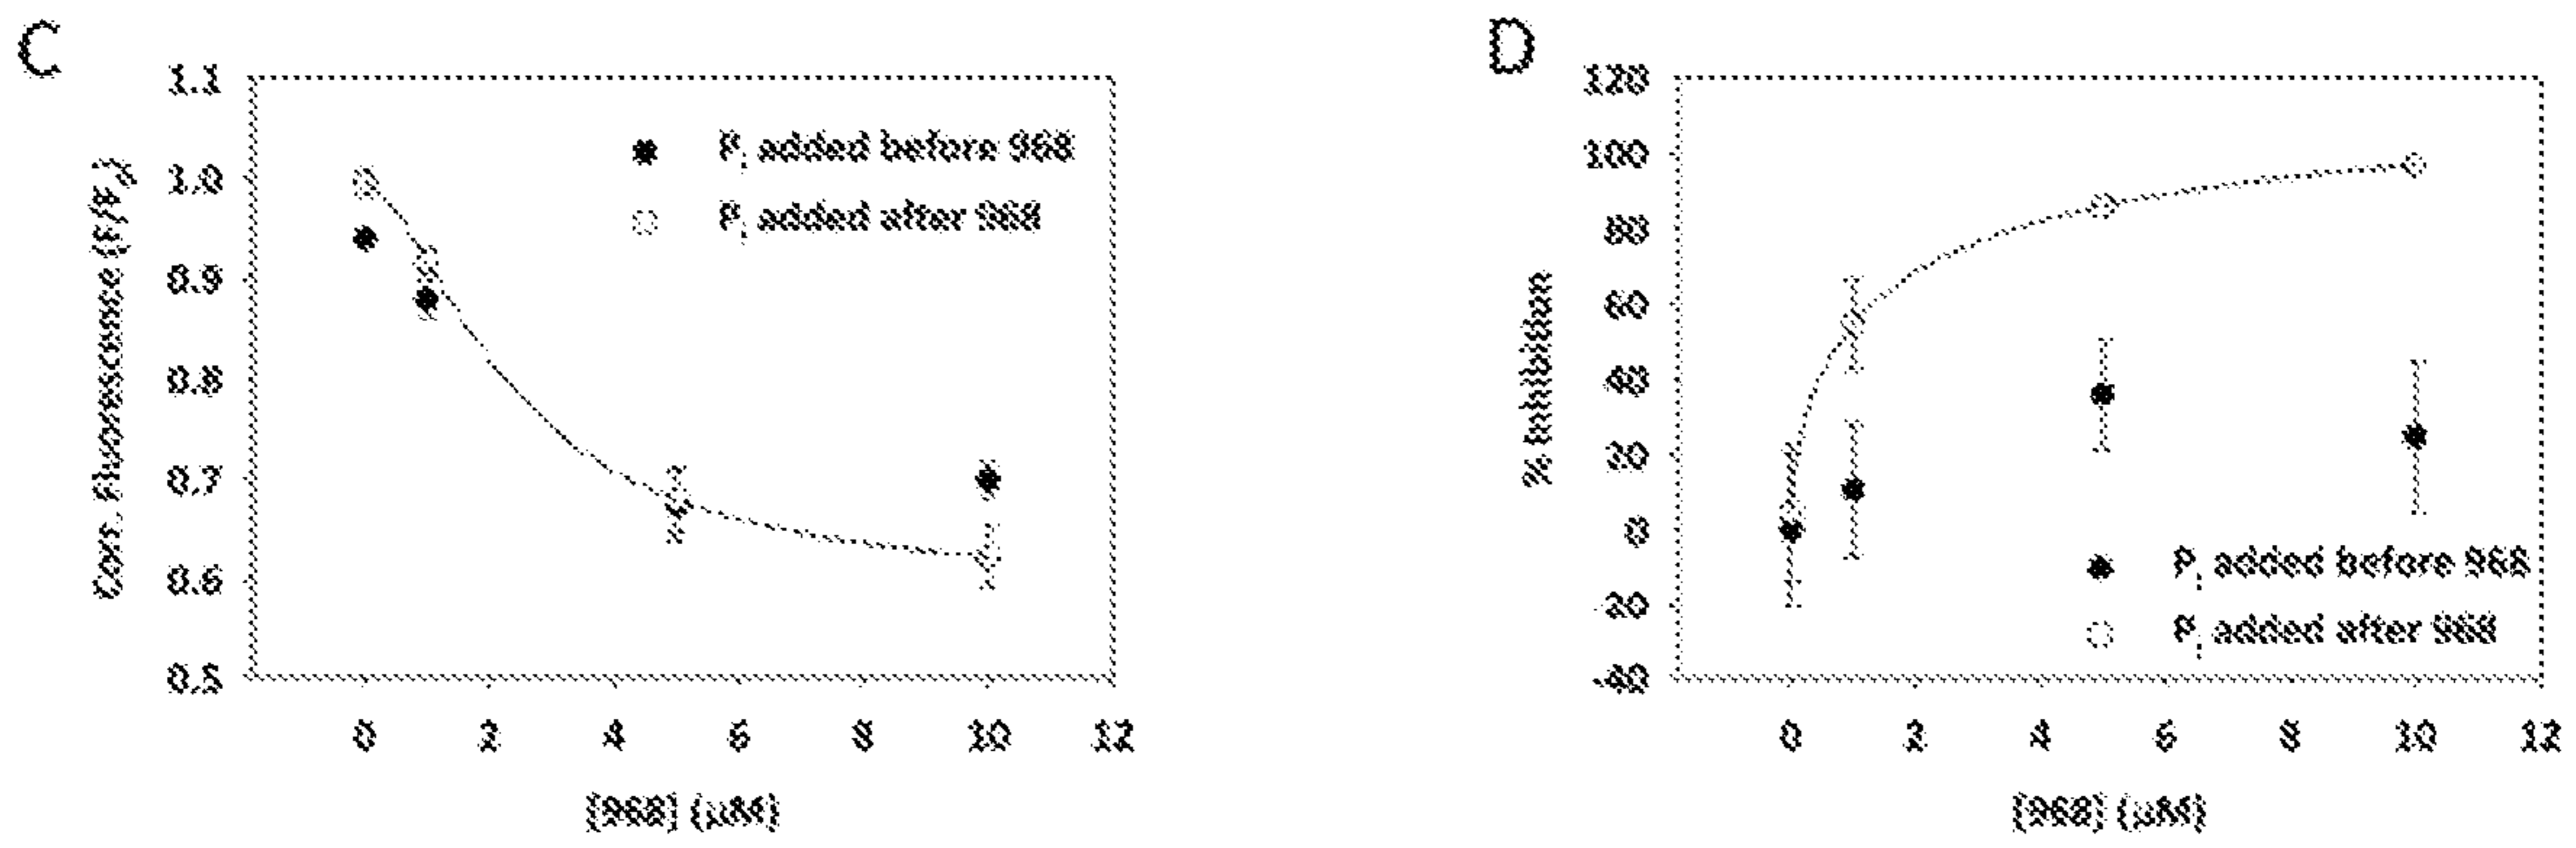 C
1.1
1.0
0.9
0.8
0.7
0.6
0.5
Corr. Fluorescence (F/F₀)
Pᵢ added before 968
Pᵢ added after 968
0 2 4 6 8 10 12
[968] (µM)
D
120
100
80
60
40
20
0
-20
-40
% Inhibition
Pᵢ added before 968
Pᵢ added after 968
0 2 4 6 8 10 12
[968] (µM)